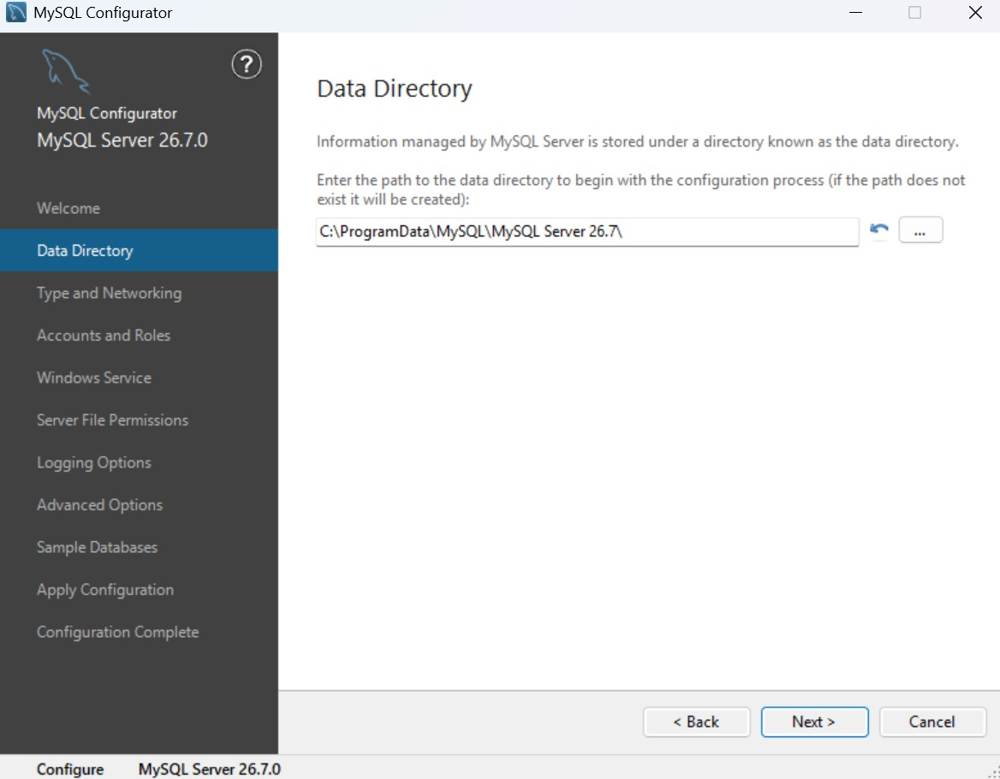 MySQL Configurator
?
MySQL Configurator
MySQL Server 26.7.0
Welcome
Data Directory
Type and Networking
Accounts and Roles
Windows Service
Server File Permissions
Logging Options
Advanced Options
Sample Databases
Apply Configuration
Configuration Complete
Data Directory
Information managed by MySQL Server is stored under a directory known as the data directory.
Enter the path to the data directory to begin with the configuration process (if the path does not
exist it will be created):
C:\ProgramData\MySQL\MySQL Server 26.7\
...
< Back
Next >
Cancel
Configure
MySQL Server 26.7.0